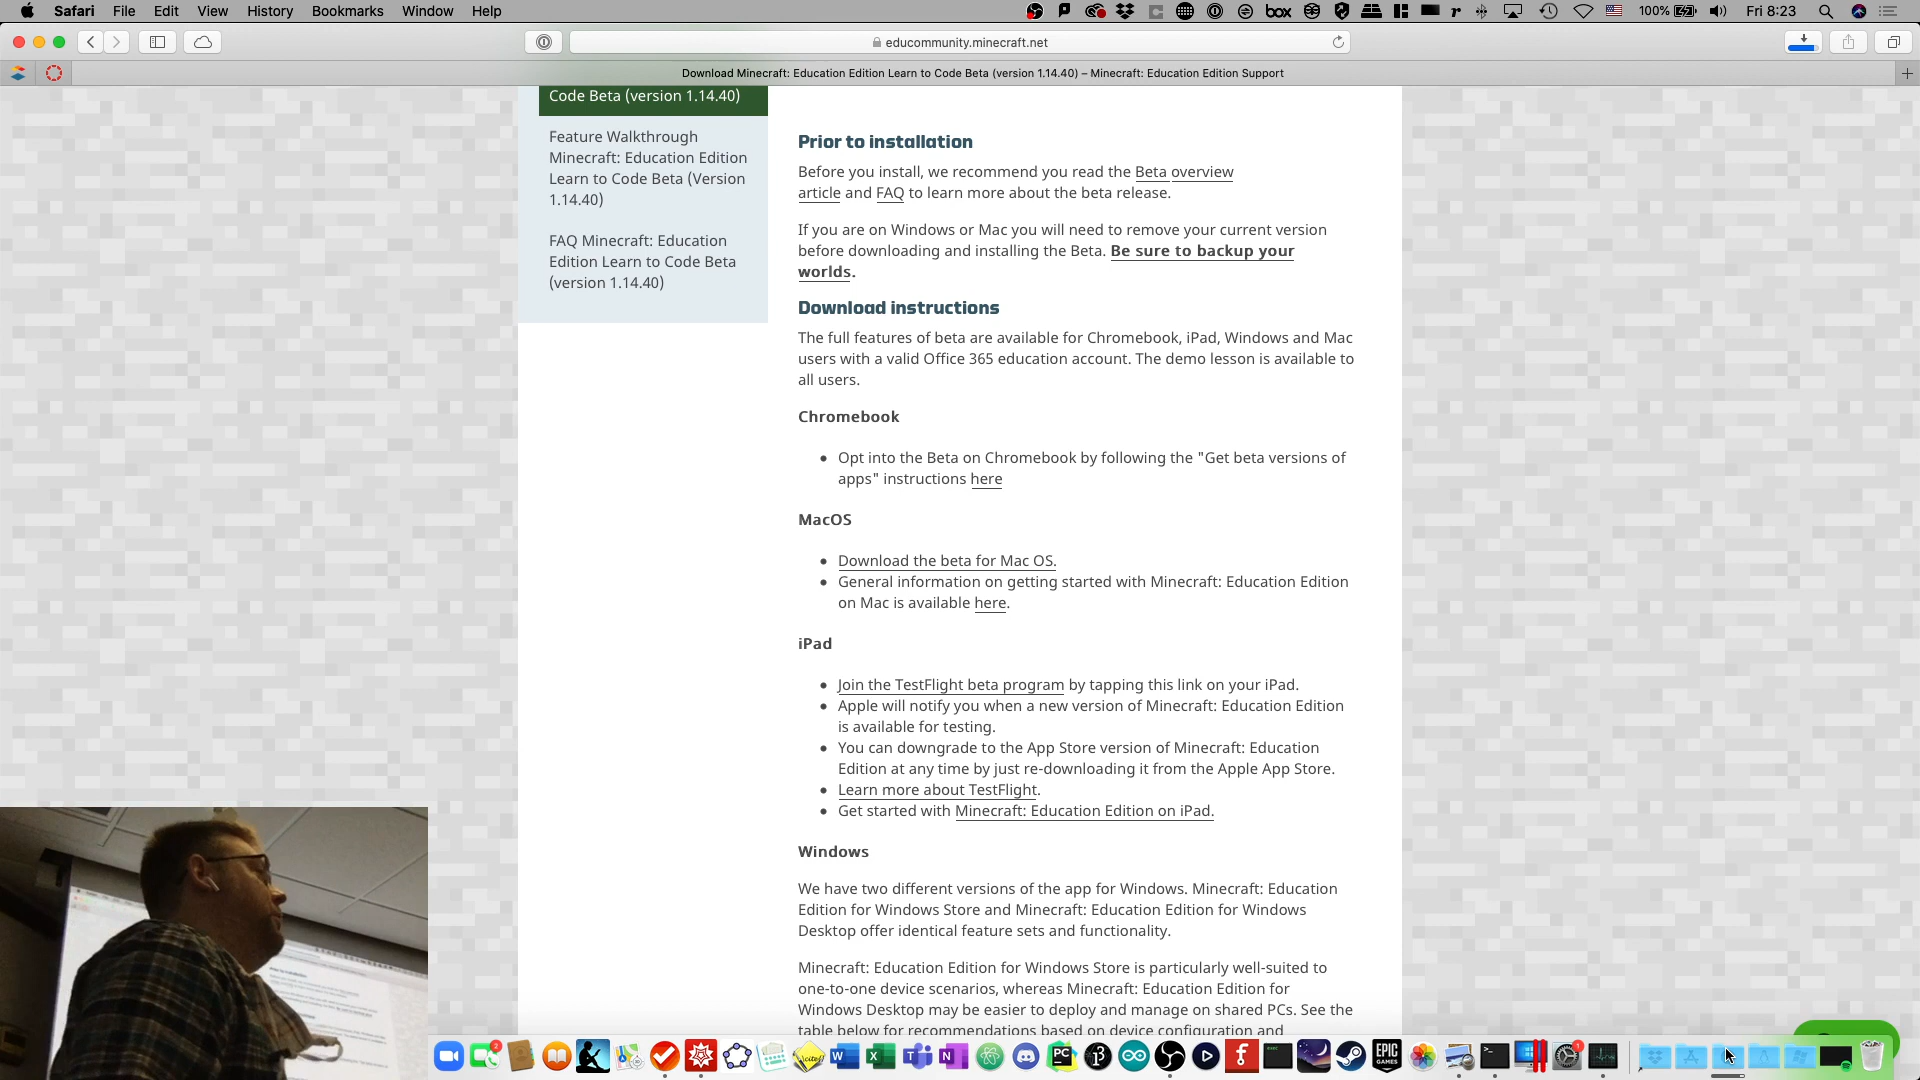 Safari File Edit View History Bookmarks Window Help box 100% Fri 8:23
educommunity.minecraft.net
Download Minecraft: Education Edition Learn to Code Beta (version 1.14.40) – Minecraft: Education Edition Support
Code Beta (version 1.14.40)
Feature Walkthrough
Minecraft: Education Edition
Learn to Code Beta (Version
1.14.40)
FAQ Minecraft: Education
Edition Learn to Code Beta
(version 1.14.40)
Prior to installation
Before you install, we recommend you read the Beta overview
article and FAQ to learn more about the beta release.
If you are on Windows or Mac you will need to remove your current version
before downloading and installing the Beta. Be sure to backup your
worlds.
Download instructions
The full features of beta are available for Chromebook, iPad, Windows and Mac
users with a valid Office 365 education account. The demo lesson is available to
all users.
Chromebook
Opt into the Beta on Chromebook by following the "Get beta versions of
apps" instructions here
MacOS
Download the beta for Mac OS.
General information on getting started with Minecraft: Education Edition
on Mac is available here.
iPad
Join the TestFlight beta program by tapping this link on your iPad.
Apple will notify you when a new version of Minecraft: Education Edition
is available for testing.
You can downgrade to the App Store version of Minecraft: Education
Edition at any time by just re-downloading it from the Apple App Store.
Learn more about TestFlight.
Get started with Minecraft: Education Edition on iPad.
Windows
We have two different versions of the app for Windows. Minecraft: Education
Edition for Windows Store and Minecraft: Education Edition for Windows
Desktop offer identical feature sets and functionality.
Minecraft: Education Edition for Windows Store is particularly well-suited to
one-to-one device scenarios, whereas Minecraft: Education Edition for
Windows Desktop may be easier to deploy and manage on shared PCs. See the
table below for recommendations based on device configuration and